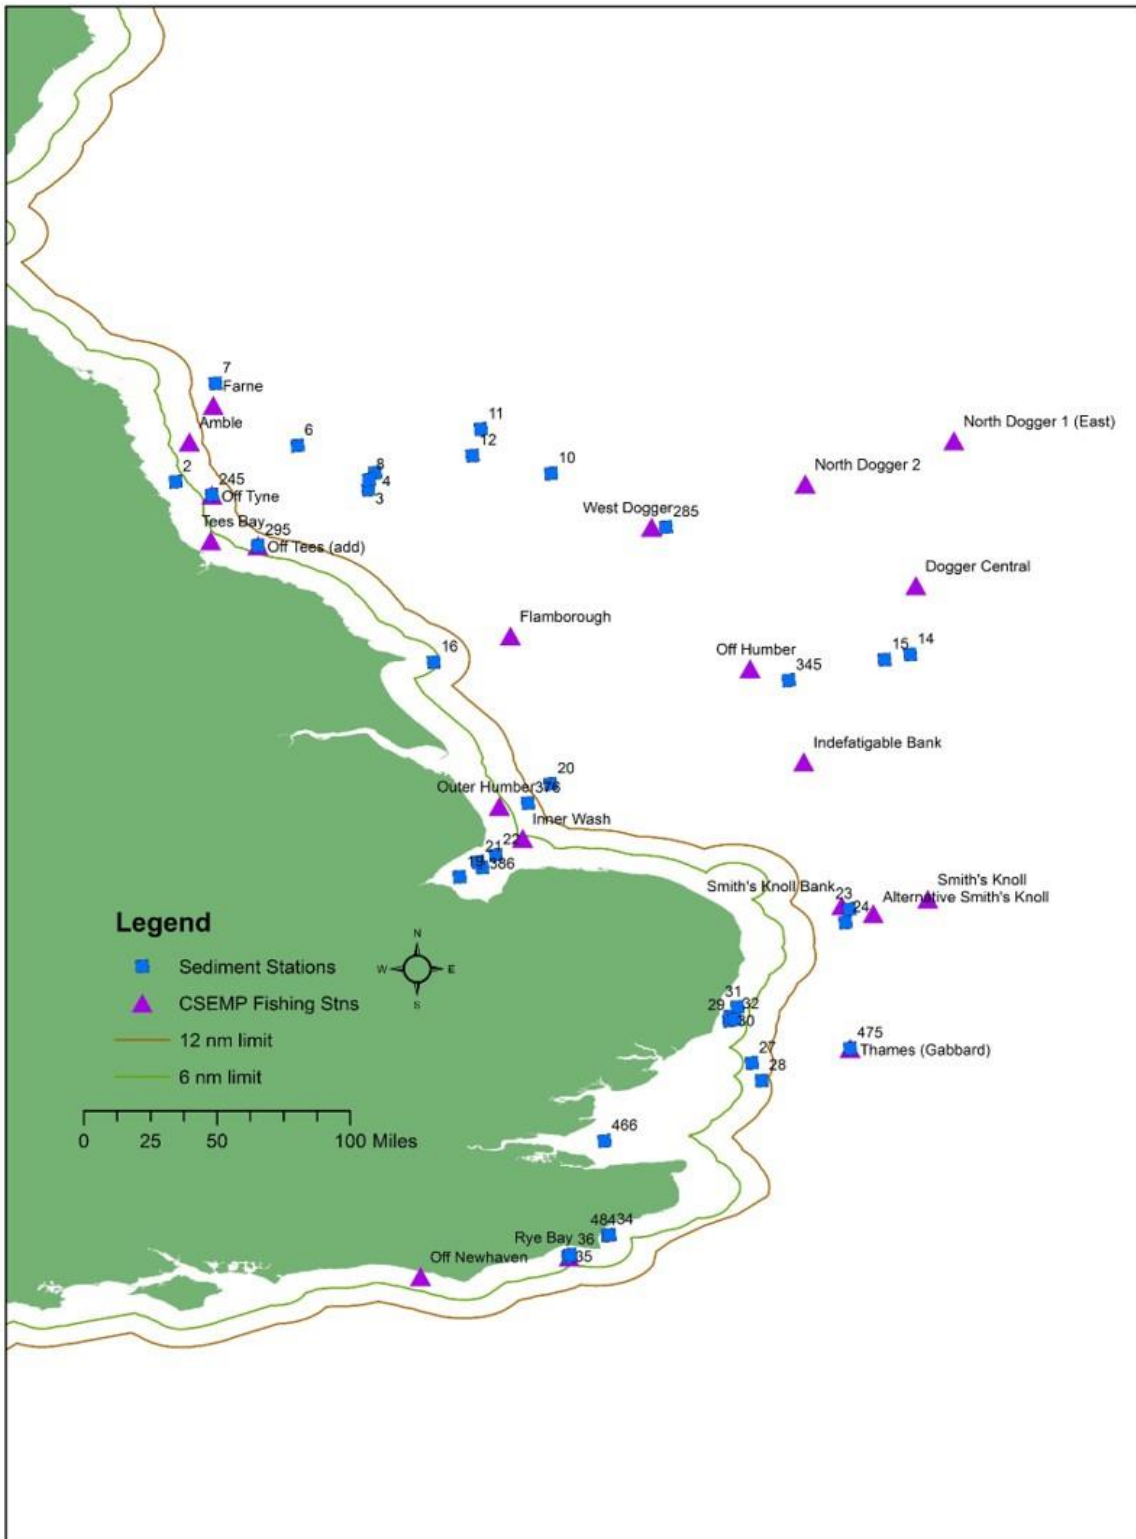 7
Farne
Amble
6
11
12
North Dogger 1 (East)
2
245
Off Tyne
8
4
3
10
North Dogger 2
Tees Bay
295
Off Tees (add)
West Dogger
285
Dogger Central
Flamborough
16
Off Humber
345
15
14
Indefatigable Bank
20
Outer Humber
376
Inner Wash
22
21
19
386
Smith's Knoll Bank
23
24
Smith's Knoll
Alternative Smith's Knoll
Legend
Sediment Stations
CSEMP Fishing Stns
12 nm limit
6 nm limit
N
W
E
S
0 25 50 100 Miles
31
29
32
30
27
28
475
Thames (Gabbard)
466
484
34
Rye Bay
36
35
Off Newhaven